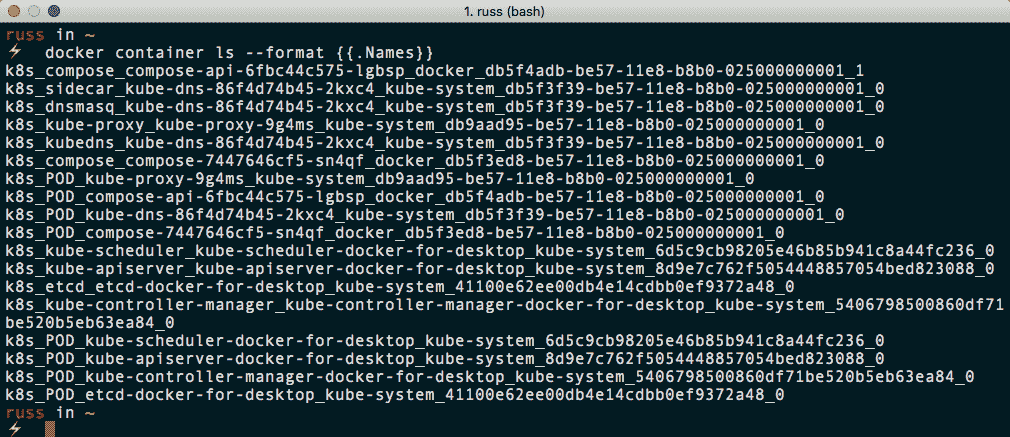 1. russ (bash)
russ in ~
⚡ docker container ls --format {{.Names}}
k8s_compose_compose-api-6fbc44c575-lgbsp_docker_db5f4adb-be57-11e8-b8b0-025000000001_1
k8s_sidecar_kube-dns-86f4d74b45-2kxc4_kube-system_db5f3f39-be57-11e8-b8b0-025000000001_0
k8s_dnsmasq_kube-dns-86f4d74b45-2kxc4_kube-system_db5f3f39-be57-11e8-b8b0-025000000001_0
k8s_kube-proxy_kube-proxy-9g4ms_kube-system_db9aad95-be57-11e8-b8b0-025000000001_0
k8s_kubedns_kube-dns-86f4d74b45-2kxc4_kube-system_db5f3f39-be57-11e8-b8b0-025000000001_0
k8s_compose_compose-7447646cf5-sn4qf_docker_db5f3ed8-be57-11e8-b8b0-025000000001_0
k8s_POD_kube-proxy-9g4ms_kube-system_db9aad95-be57-11e8-b8b0-025000000001_0
k8s_POD_compose-api-6fbc44c575-lgbsp_docker_db5f4adb-be57-11e8-b8b0-025000000001_0
k8s_POD_kube-dns-86f4d74b45-2kxc4_kube-system_db5f3f39-be57-11e8-b8b0-025000000001_0
k8s_POD_compose-7447646cf5-sn4qf_docker_db5f3ed8-be57-11e8-b8b0-025000000001_0
k8s_kube-scheduler_kube-scheduler-docker-for-desktop_kube-system_6d5c9cb98205e46b85b941c8a44fc236_0
k8s_kube-apiserver_kube-apiserver-docker-for-desktop_kube-system_8d9e7c762f5054448857054bed823088_0
k8s_etcd_etcd-docker-for-desktop_kube-system_41100e62ee00db4e14cdbb0ef9372a48_0
k8s_kube-controller-manager_kube-controller-manager-docker-for-desktop_kube-system_5406798500860df71
be520b5eb63ea84_0
k8s_POD_kube-scheduler-docker-for-desktop_kube-system_6d5c9cb98205e46b85b941c8a44fc236_0
k8s_POD_kube-apiserver-docker-for-desktop_kube-system_8d9e7c762f5054448857054bed823088_0
k8s_POD_kube-controller-manager-docker-for-desktop_kube-system_5406798500860df71be520b5eb63ea84_0
k8s_POD_etcd-docker-for-desktop_kube-system_41100e62ee00db4e14cdbb0ef9372a48_0
russ in ~
⚡